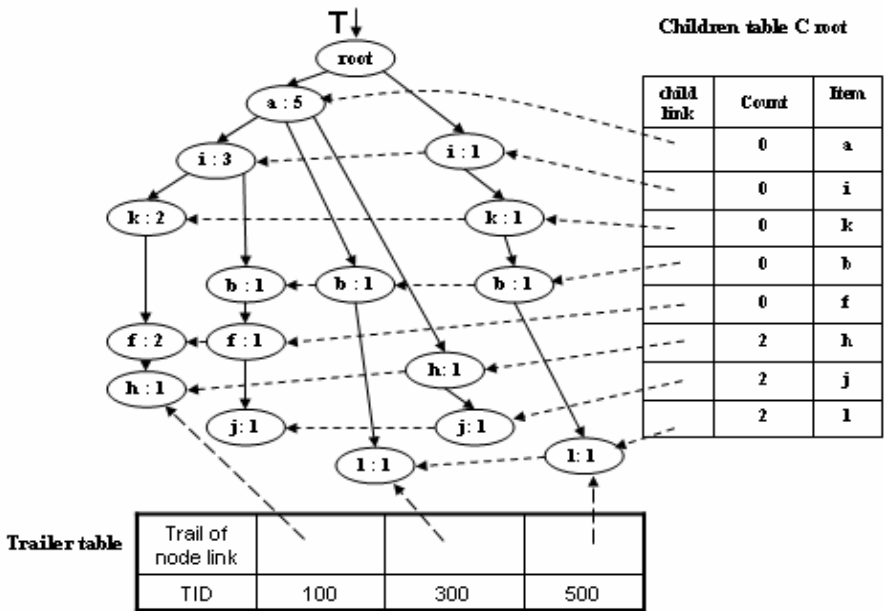 T
root
Children table C root
a : 5
child link Count Item
0 a
i : 3
i : 1
0 i
k : 2
k : 1
0 k
b : 1
b : 1
b : 1
0 b
0 f
f : 2
f : 1
h : 1
h: 1
2 h
j: 1
j: 1
2 j
l : 1
l: 1
2 l
Trailer table
Trail of node link
TID 100 300 500